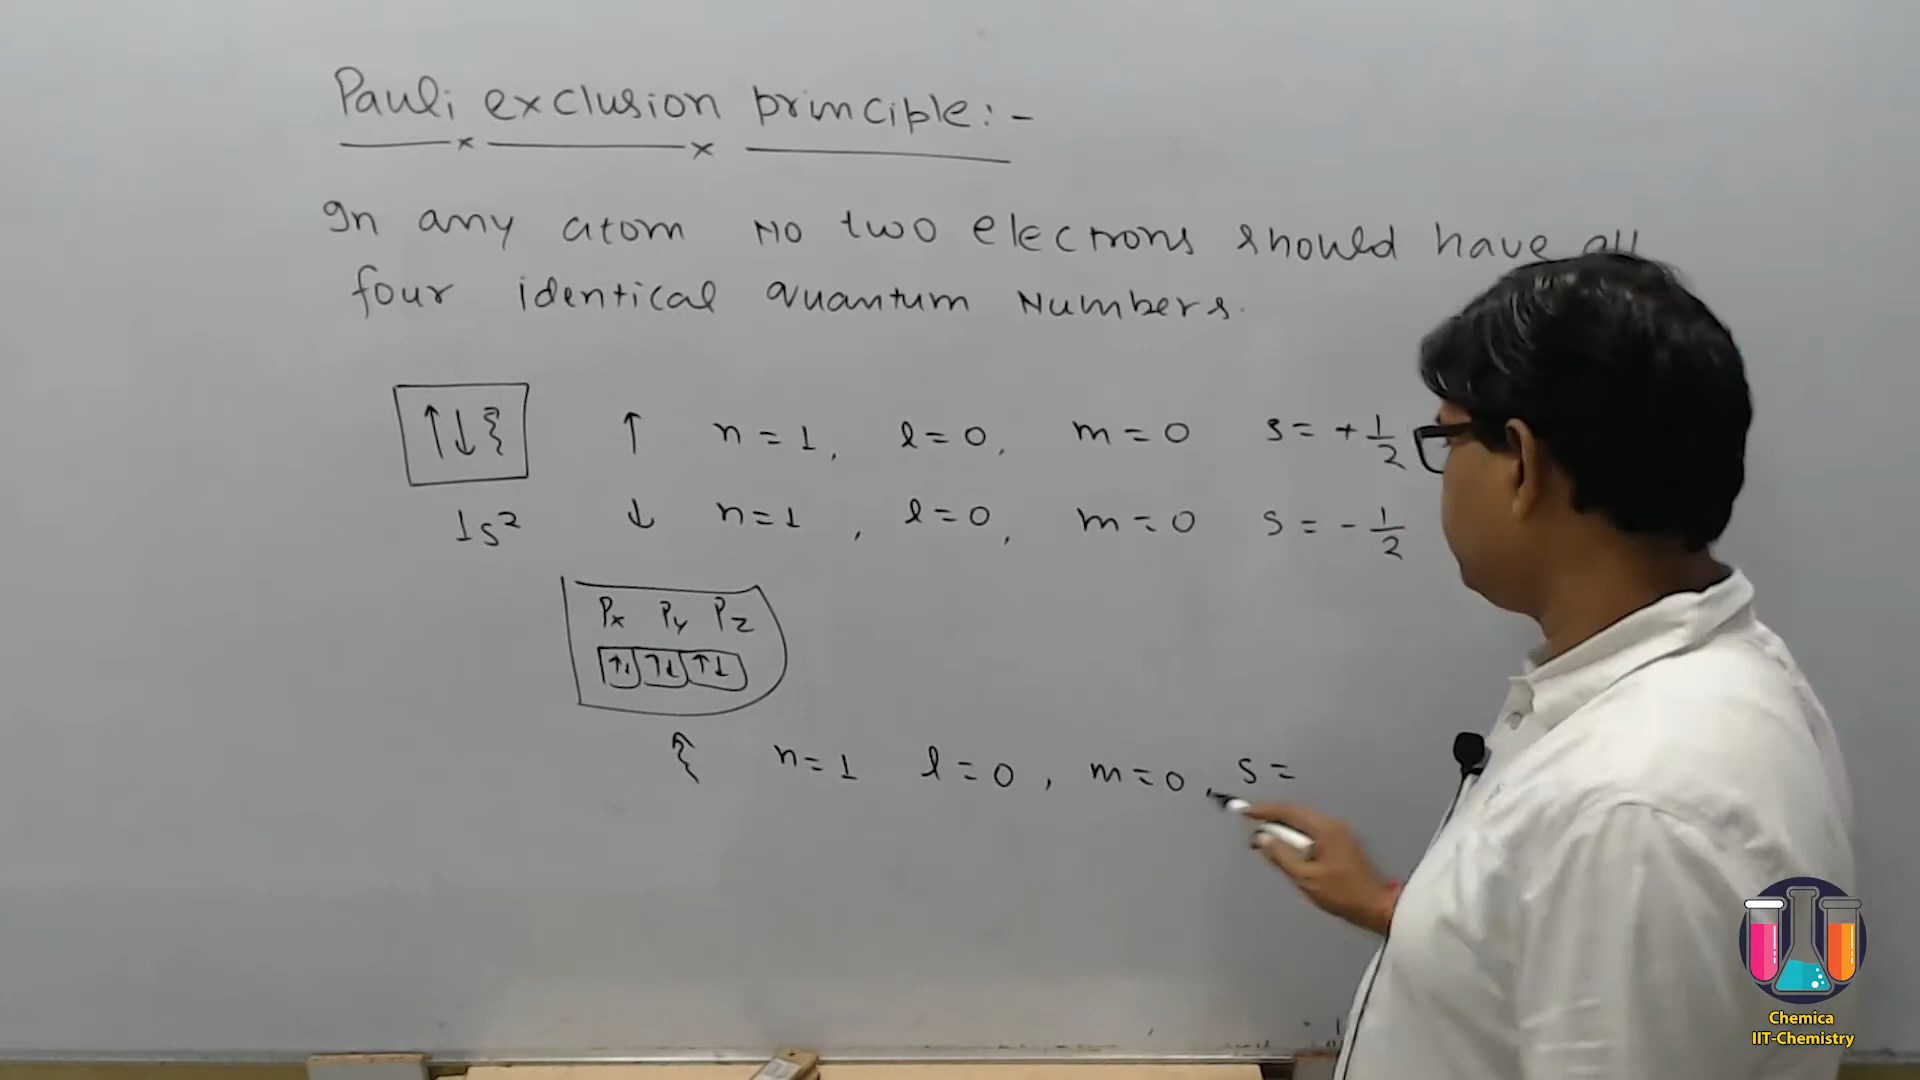 Pauli exclusion principle:-
In any atom No two electrons should have all
four identical quantum Numbers.
↑↓ ↑ n=1, l=0, m=0 s=+1/2
1s² ↓ n=1, l=0, m=0 s=-1/2
Px Py Pz
↑↓ ↑↓ ↑↓
n=1 l=0, m=0, s=
Chemica
IIT-Chemistry